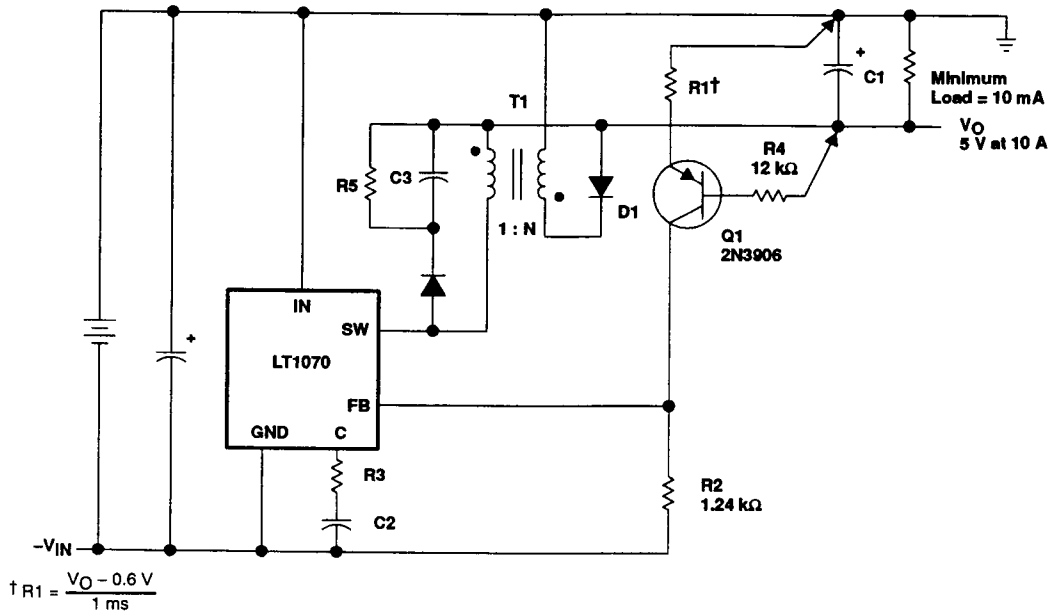 +
C1
Minimum
Load = 10 mA
R1†
T1
VO
5 V at 10 A
R4
12 kΩ
R5
C3
D1
1 : N
Q1
2N3906
IN
SW
+
LT1070
FB
GND
C
R3
R2
1.24 kΩ
C2
–VIN
† R1 = VO – 0.6 V
1 ms